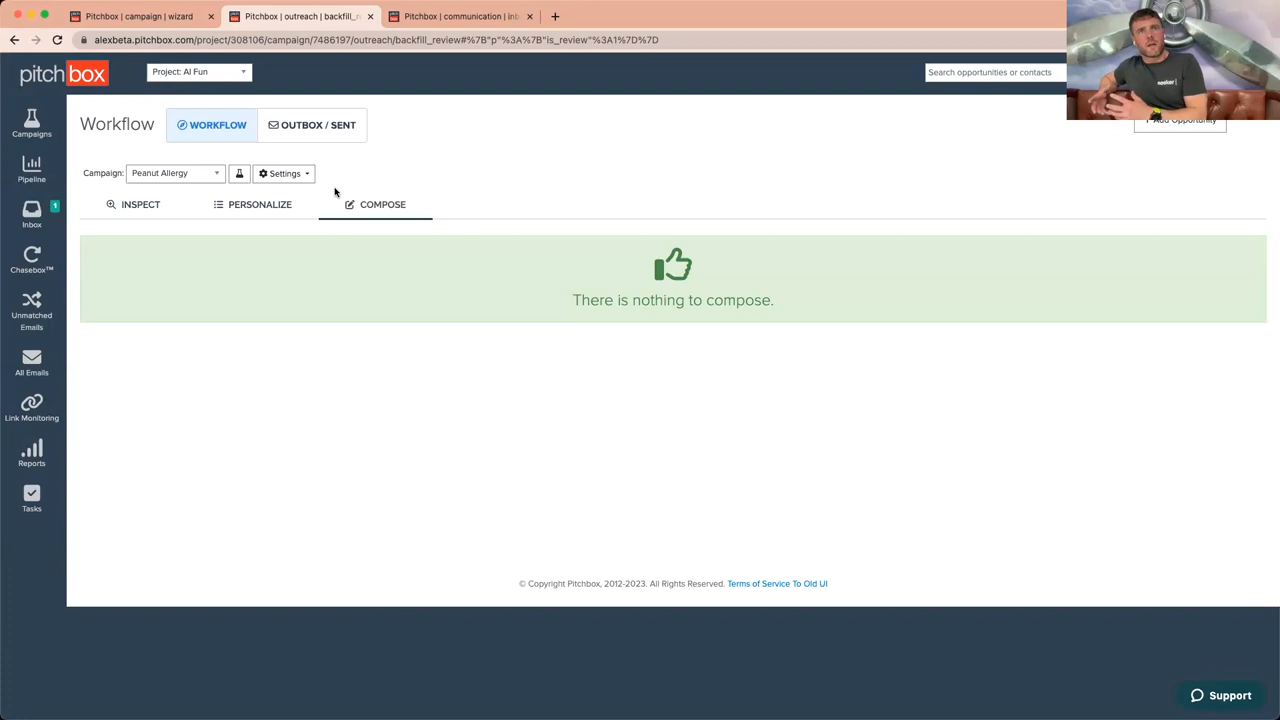 Pitchbox | campaign | wizard
Pitchbox | outreach | backfill_r
Pitchbox | communication | inb
alexbeta.pitchbox.com/project/308106/campaign/7486197/outreach/backfill_review#%7B"p"%3A%7B"is_review"%3A1%7D%7D
pitchbox
Project: AI Fun
Search opportunities or contacts
+ Add Opportunity
Workflow
WORKFLOW
OUTBOX / SENT
Campaign:
Peanut Allergy
Settings
INSPECT
PERSONALIZE
COMPOSE
There is nothing to compose.
Campaigns
Pipeline
1
Inbox
Chasebox™
Unmatched
Emails
All Emails
Link Monitoring
Reports
Tasks
© Copyright Pitchbox, 2012-2023. All Rights Reserved. Terms of Service To Old UI
Support
seeker